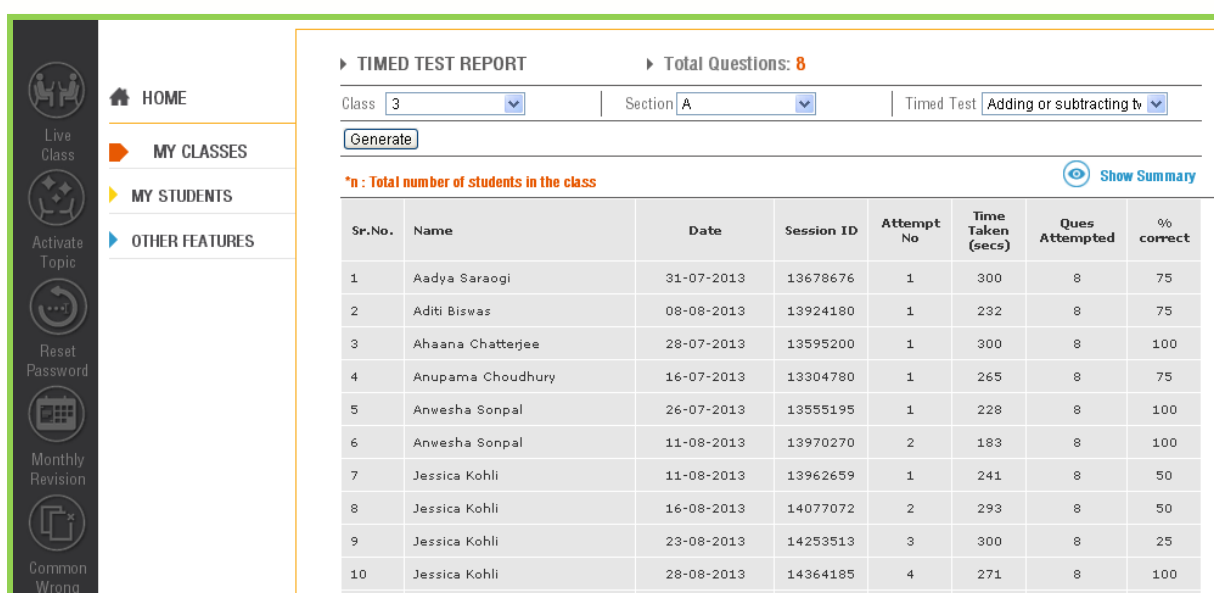 TIMED TEST REPORT Total Questions: 8
Class 3 Section A Timed Test Adding or subtracting tv
Generate
*n : Total number of students in the class Show Summary
Live
Class
Activate
Topic
Reset
Password
Monthly
Revision
Common
Wrong
HOME
MY CLASSES
MY STUDENTS
OTHER FEATURES
Sr.No. Name Date Session ID Attempt No Time Taken (secs) Ques Attempted % correct
1 Aadya Saraogi 31-07-2013 13678676 1 300 8 75
2 Aditi Biswas 08-08-2013 13924180 1 232 8 75
3 Ahaana Chatterjee 28-07-2013 13595200 1 300 8 100
4 Anupama Choudhury 16-07-2013 13304780 1 265 8 75
5 Anwesha Sonpal 26-07-2013 13555195 1 228 8 100
6 Anwesha Sonpal 11-08-2013 13970270 2 183 8 100
7 Jessica Kohli 11-08-2013 13962659 1 241 8 50
8 Jessica Kohli 16-08-2013 14077072 2 293 8 50
9 Jessica Kohli 23-08-2013 14253513 3 300 8 25
10 Jessica Kohli 28-08-2013 14364185 4 271 8 100